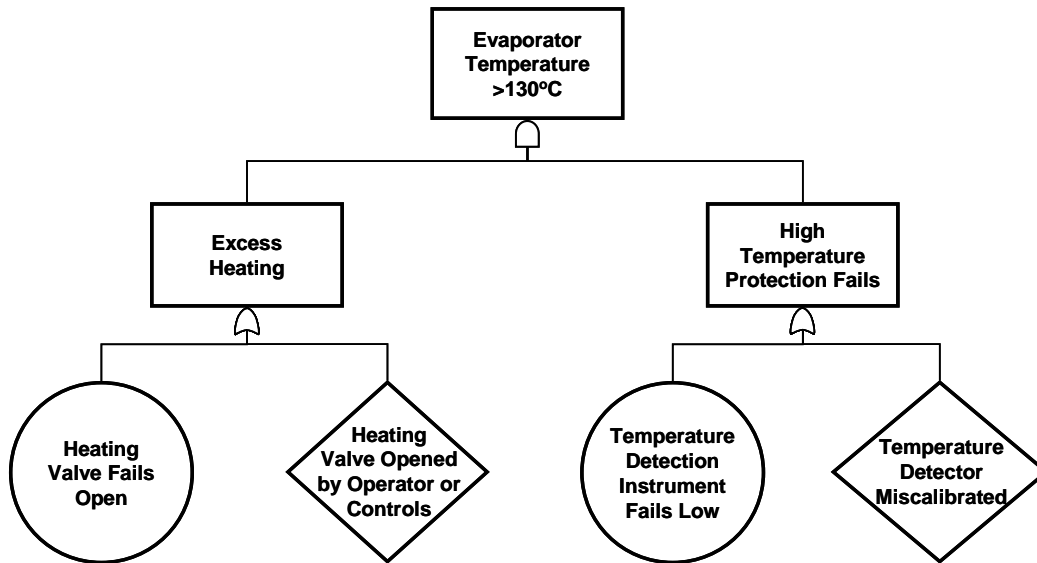 Evaporator
Temperature
>130ºC
Excess
Heating
High
Temperature
Protection Fails
Heating
Valve Fails
Open
Heating
Valve Opened
by Operator or
Controls
Temperature
Detection
Instrument
Fails Low
Temperature
Detector
Miscalibrated